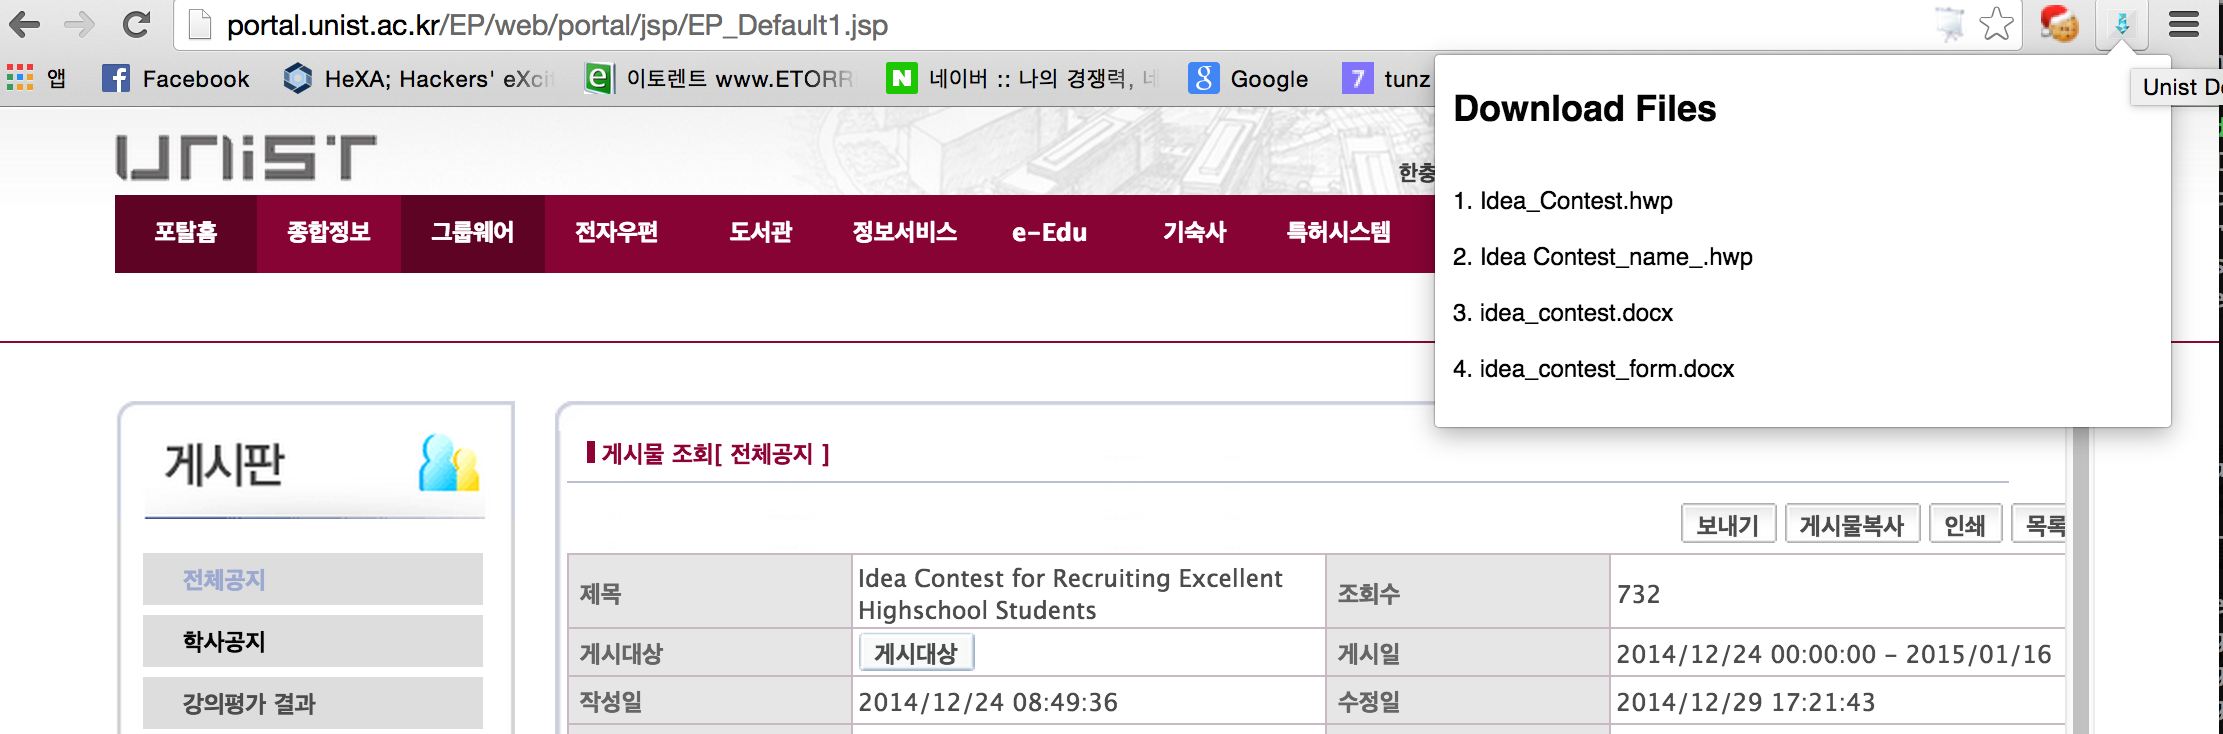 portal.unist.ac.kr/EP/web/portal/jsp/EP_Default1.jsp
앱 Facebook HeXA; Hackers' eXcit 이토렌트 www.ETORR 네이버 :: 나의 경쟁력, 네 Google tunz
Unist De
Download Files
1. Idea_Contest.hwp
2. Idea Contest_name_.hwp
3. idea_contest.docx
4. idea_contest_form.docx
UNIST
한충
포탈홈 종합정보 그룹웨어 전자우편 도서관 정보서비스 e-Edu 기숙사 특허시스템
게시판
전체공지
학사공지
강의평가 결과
게시물 조회[ 전체공지 ]
보내기 게시물복사 인쇄 목록
제목 Idea Contest for Recruiting Excellent
Highschool Students
조회수 732
게시대상 게시대상 게시일 2014/12/24 00:00:00 - 2015/01/16
작성일 2014/12/24 08:49:36 수정일 2014/12/29 17:21:43